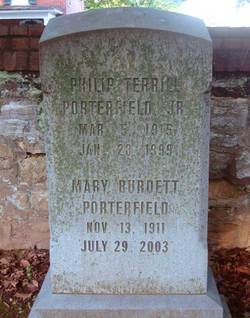 PHILIP TERRILL
PORTERFIELD JR
MAR. 5, 1915
JAN. 23 1999
MARY BURDETT
PORTERFIELD
NOV. 13, 1911
JULY 29, 2003